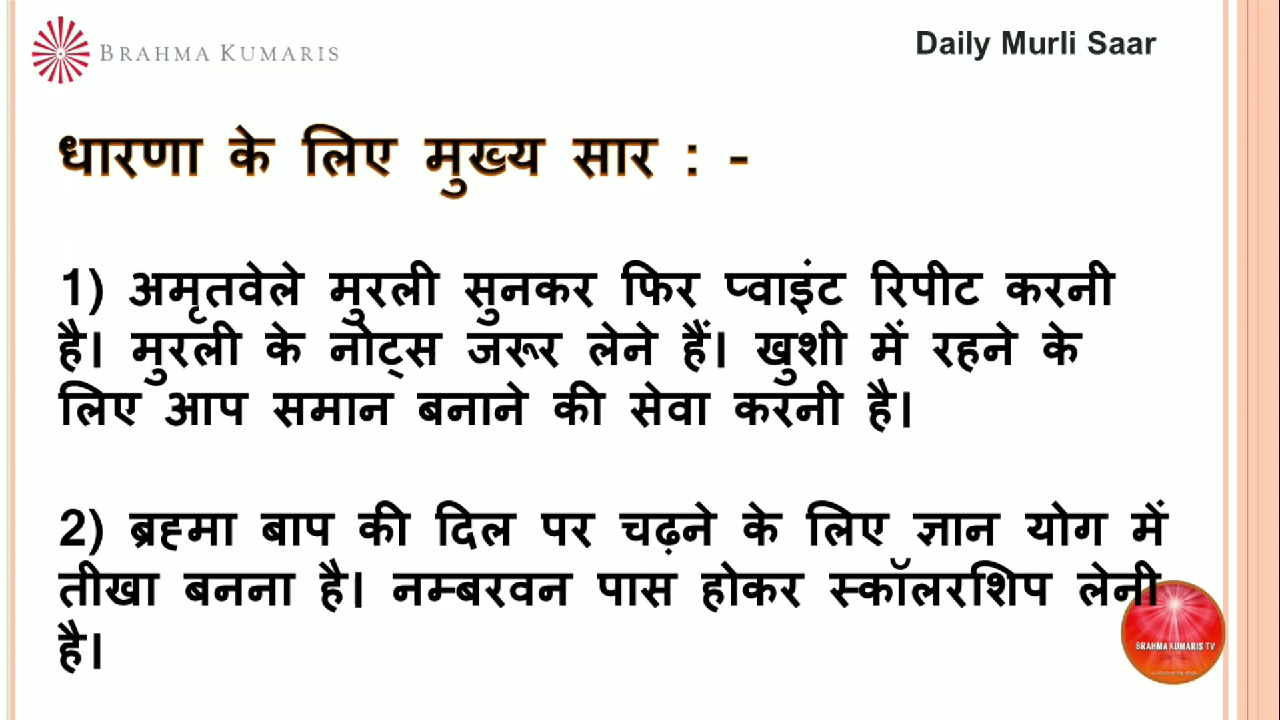 BRAHMA KUMARIS
Daily Murli Saar
धारणा के लिए मुख्य सार : -
1) अमृतवेले मुरली सुनकर फिर प्वाइंट रिपीट करनी
है। मुरली के नोट्स जरूर लेने हैं। खुशी में रहने के
लिए आप समान बनाने की सेवा करनी है।
2) ब्रह्मा बाप की दिल पर चढ़ने के लिए ज्ञान योग में
तीखा बनना है। नम्बरवन पास होकर स्कॉलरशिप लेनी
है।
BRAHMA KUMARIS TV